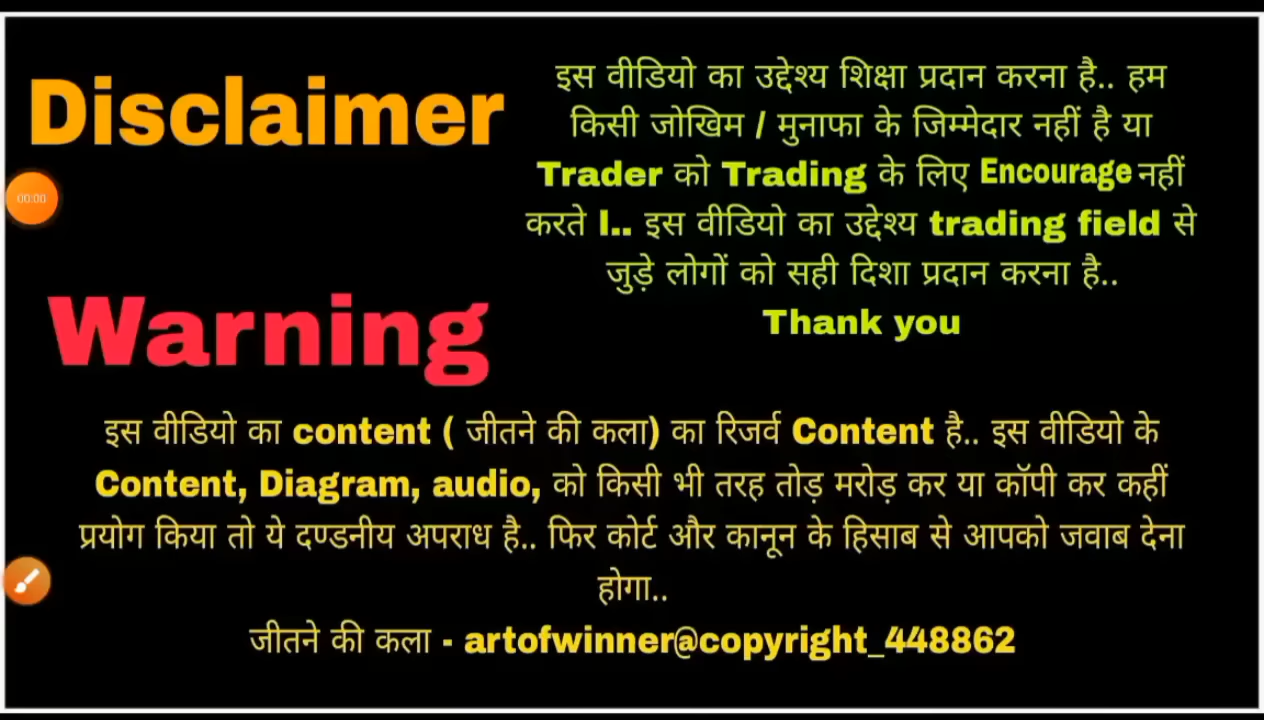 Disclaimer
इस वीडियो का उद्देश्य शिक्षा प्रदान करना है.. हम
किसी जोखिम / मुनाफा के जिम्मेदार नहीं है या
Trader को Trading के लिए Encourage नहीं
करते l.. इस वीडियो का उद्देश्य trading field से
जुड़े लोगों को सही दिशा प्रदान करना है..
Thank you
00:00
Warning
इस वीडियो का content ( जीतने की कला) का रिजर्व Content है.. इस वीडियो के
Content, Diagram, audio, को किसी भी तरह तोड़ मरोड़ कर या कॉपी कर कहीं
प्रयोग किया तो ये दण्डनीय अपराध है.. फिर कोर्ट और कानून के हिसाब से आपको जवाब देना
होगा..
जीतने की कला - artofwinner@copyright_448862